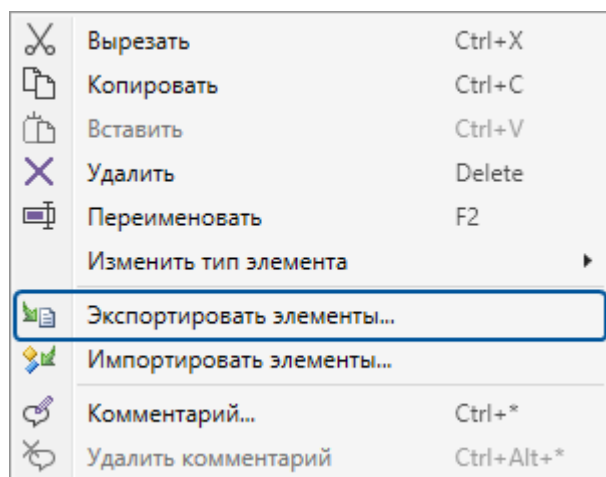 Вырезать Ctrl+X
Копировать Ctrl+C
Вставить Ctrl+V
Удалить Delete
Переименовать F2
Изменить тип элемента
Экспортировать элементы...
Импортировать элементы...
Комментарий... Ctrl+*
Удалить комментарий Ctrl+Alt+*